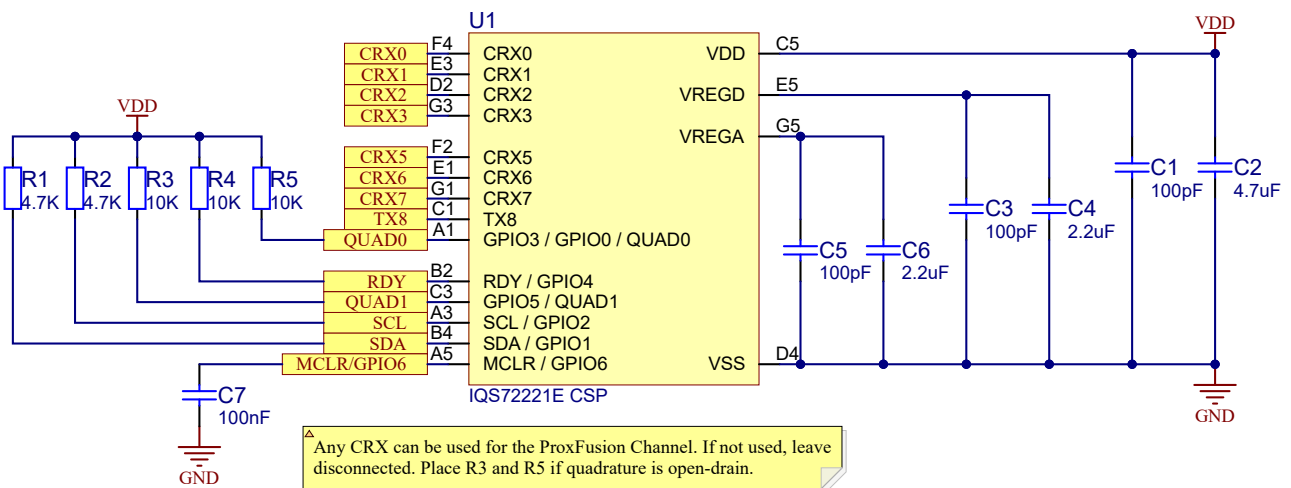 U1
VDD
CRX0 F4 CRX0 VDD C5
CRX1 E3 CRX1
CRX2 D2 CRX2 VREGD E5
CRX3 G3 CRX3
VREGA G5
VDD
CRX5 F2 CRX5
CRX6 E1 CRX6
CRX7 G1 CRX7
TX8 C1 TX8
QUAD0 A1 GPIO3 / GPIO0 / QUAD0
R1 R2 R3 R4 R5
4.7K 4.7K 10K 10K 10K
C1 C2
100pF 4.7uF
C3 C4
100pF 2.2uF
C5 C6
100pF 2.2uF
RDY B2 RDY / GPIO4
QUAD1 C3 GPIO5 / QUAD1
SCL A3 SCL / GPIO2
SDA B4 SDA / GPIO1
MCLR/GPIO6 A5 MCLR / GPIO6 VSS D4
IQS72221E CSP
C7
100nF
GND
GND
Any CRX can be used for the ProxFusion Channel. If not used, leave
disconnected. Place R3 and R5 if quadrature is open-drain.